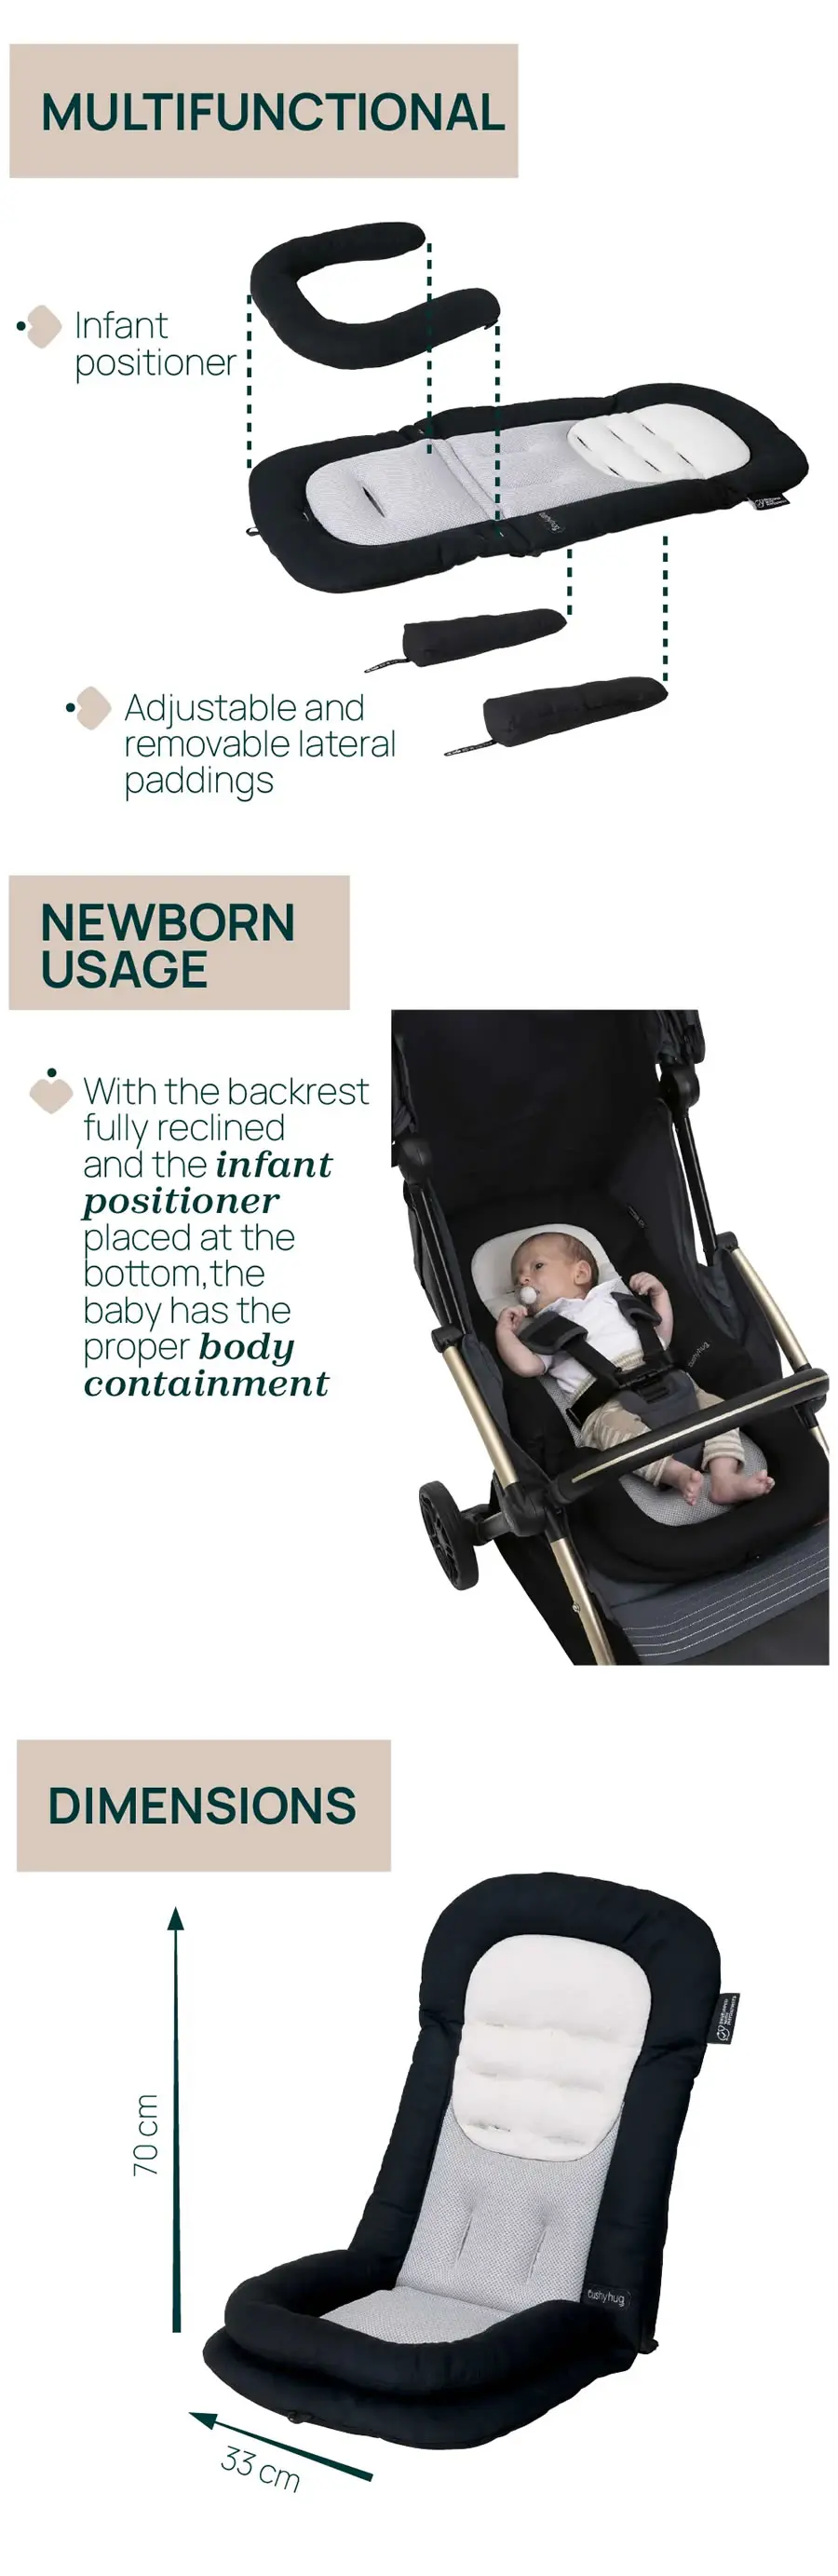 MULTIFUNCTIONAL
Infant
positioner
Adjustable and
removable lateral
paddings
NEWBORN
USAGE
With the backrest
fully reclined
and the infant
positioner
placed at the
bottom,the
baby has the
proper body
containment
DIMENSIONS
70 cm
cushyhug
33 cm